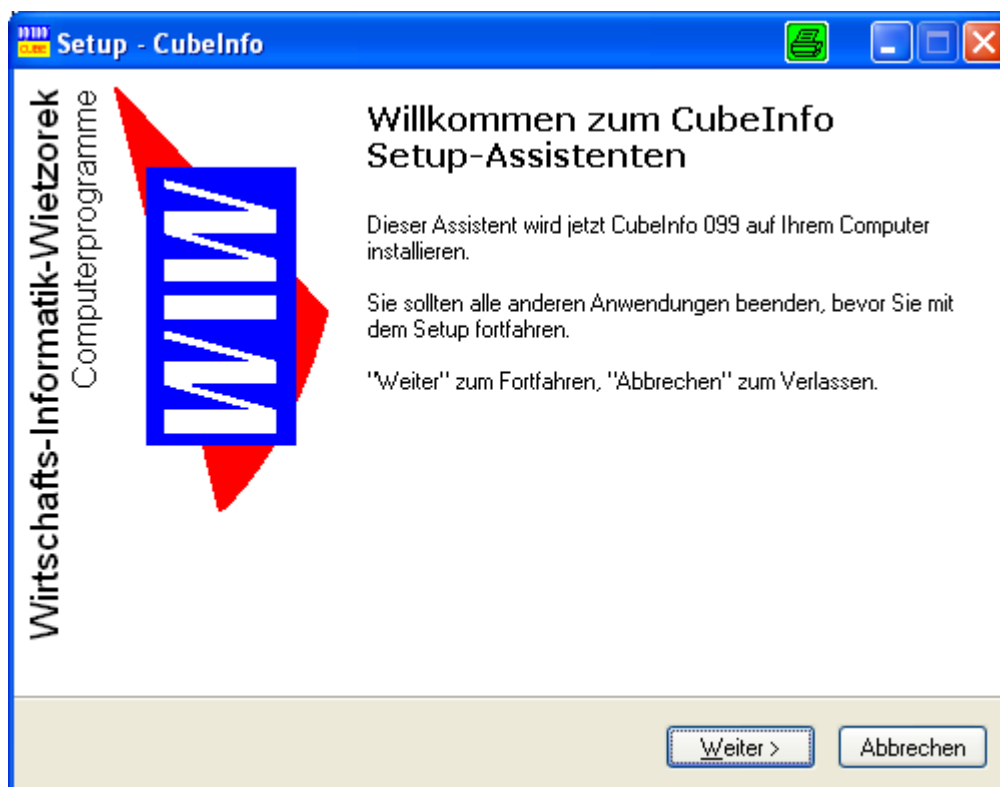 Setup - CubeInfo
Wirtschafts-Informatik-Wietzorek
Computerprogramme
WIW
Willkommen zum CubeInfo
Setup-Assistenten
Dieser Assistent wird jetzt CubeInfo 099 auf Ihrem Computer
installieren.
Sie sollten alle anderen Anwendungen beenden, bevor Sie mit
dem Setup fortfahren.
"Weiter" zum Fortfahren, "Abbrechen" zum Verlassen.
Weiter >
Abbrechen